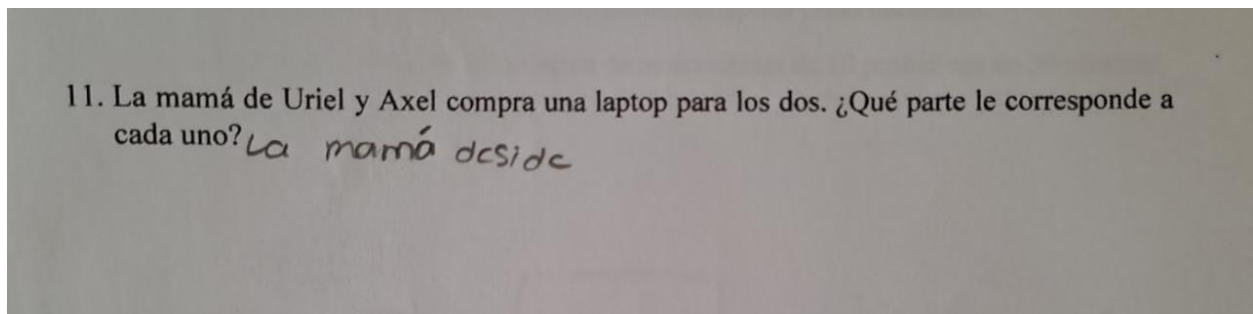 11. La mamá de Uriel y Axel compra una laptop para los dos. ¿Qué parte le corresponde a
cada uno? La mamá deside